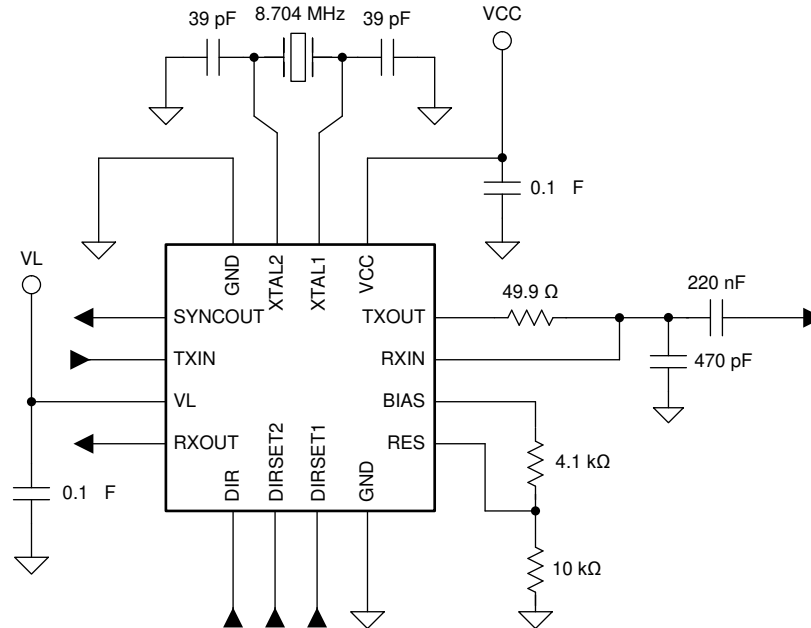 39 pF
8.704 MHz
39 pF
VCC
0.1 F
VL
GND
XTAL2
XTAL1
VCC
49.9 Ω
220 nF
SYNCOUT
TXOUT
TXIN
RXIN
470 pF
VL
BIAS
RXOUT
RES
4.1 kΩ
0.1 F
DIR
DIRSET2
DIRSET1
GND
10 kΩ